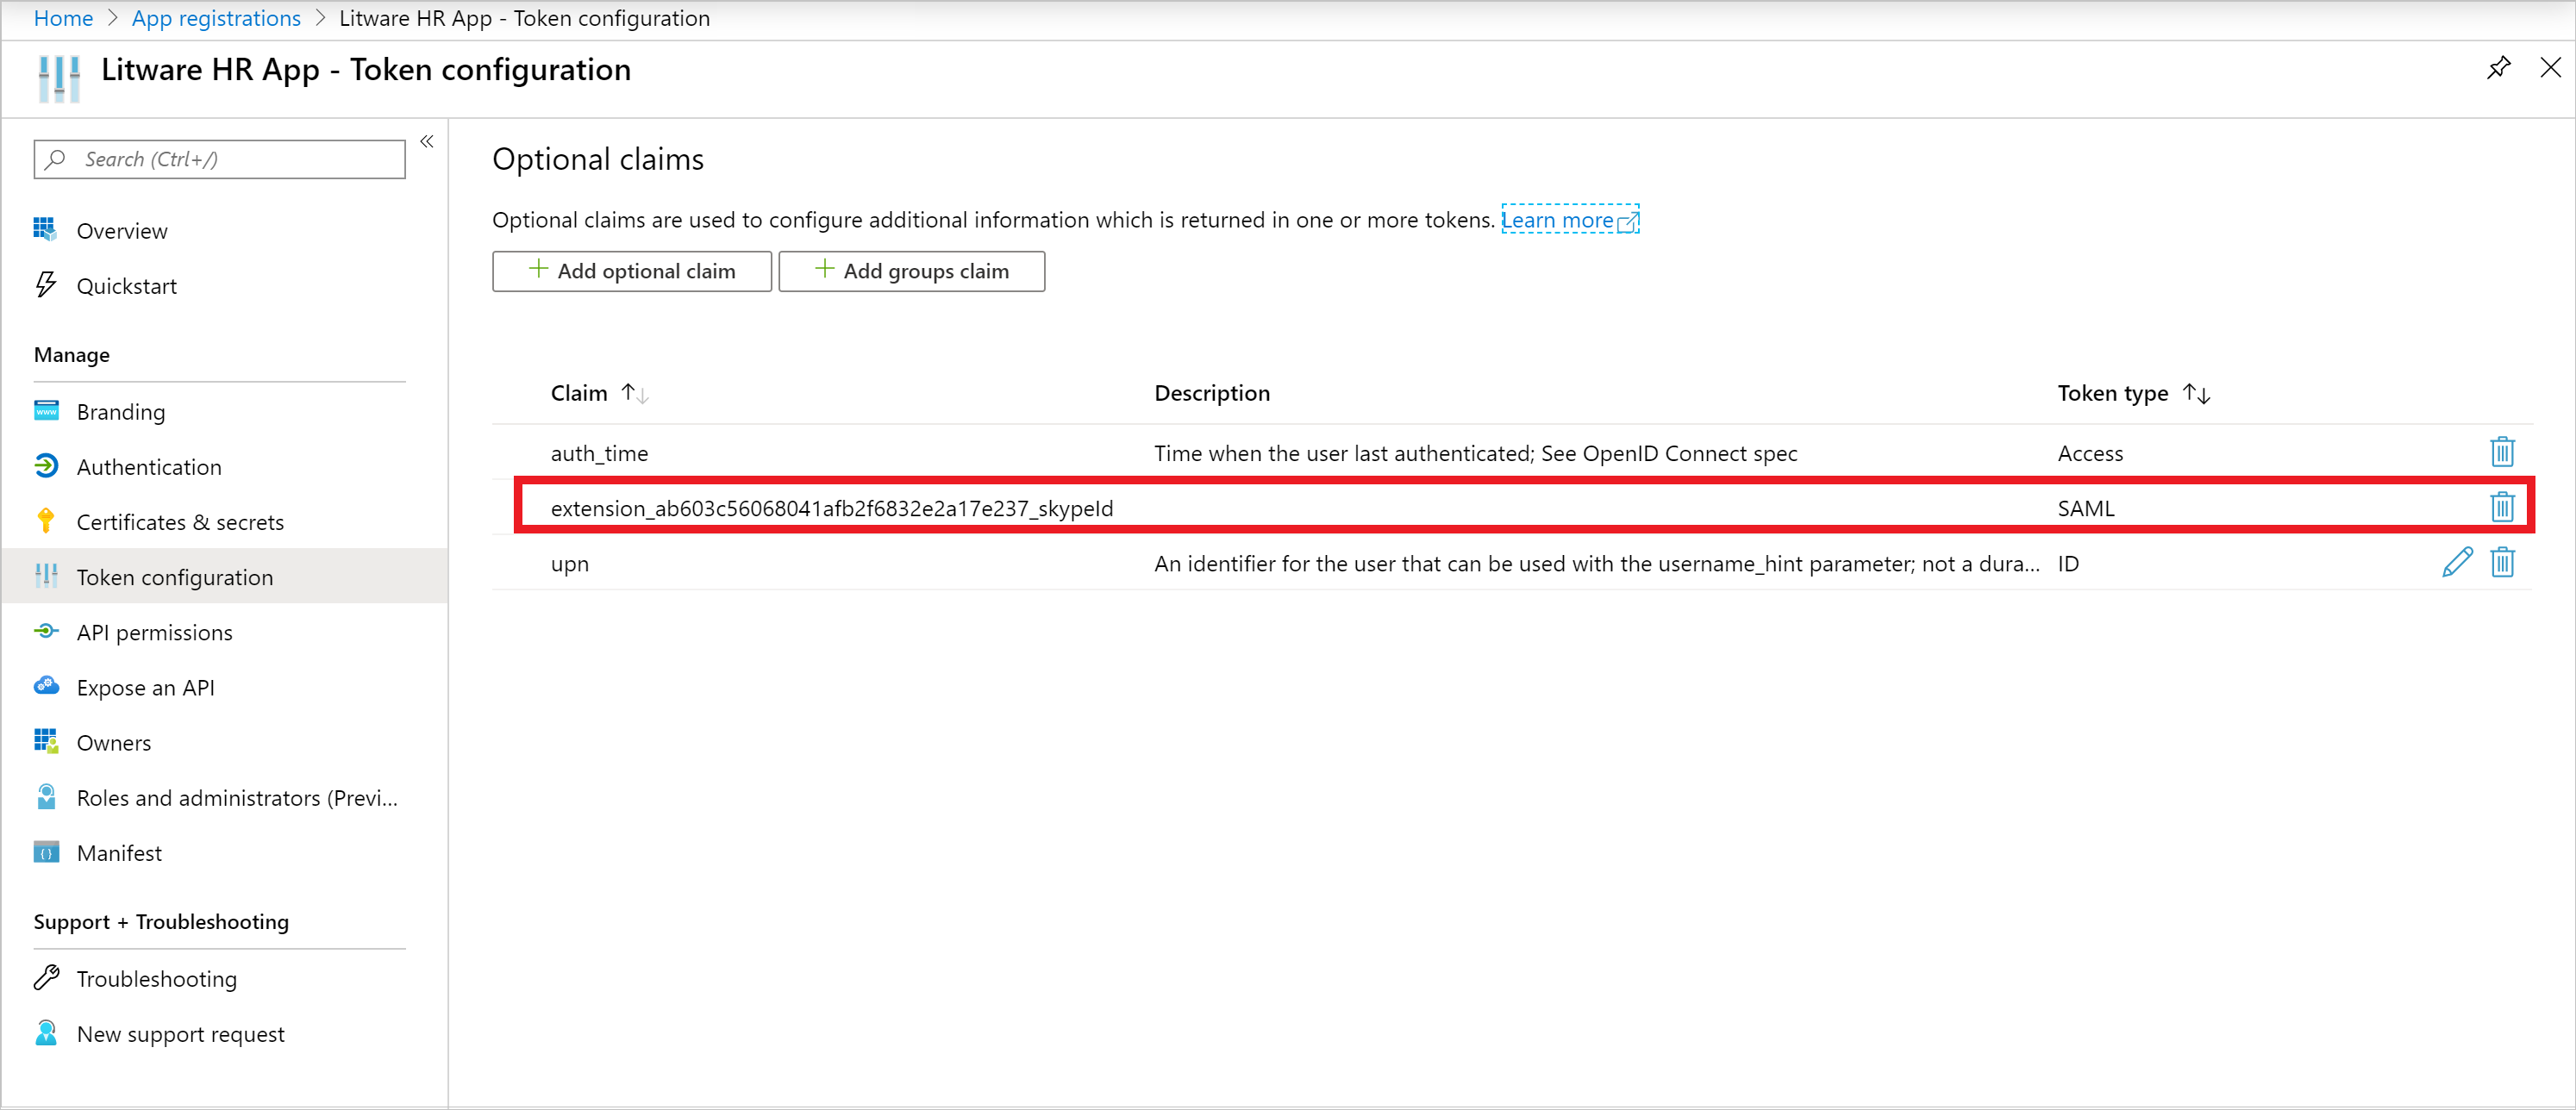 Home > App registrations > Litware HR App - Token configuration
Litware HR App - Token configuration
Search (Ctrl+/)
«
Overview
Quickstart
Manage
Branding
Authentication
Certificates & secrets
Token configuration
API permissions
Expose an API
Owners
Roles and administrators (Previ...
Manifest
Support + Troubleshooting
Troubleshooting
New support request
Optional claims
Optional claims are used to configure additional information which is returned in one or more tokens. Learn more
+ Add optional claim + Add groups claim
Claim ↑↓ Description Token type ↑↓
auth_time Time when the user last authenticated; See OpenID Connect spec Access
extension_ab603c56068041afb2f6832e2a17e237_skypeId SAML
upn An identifier for the user that can be used with the username_hint parameter; not a dura... ID